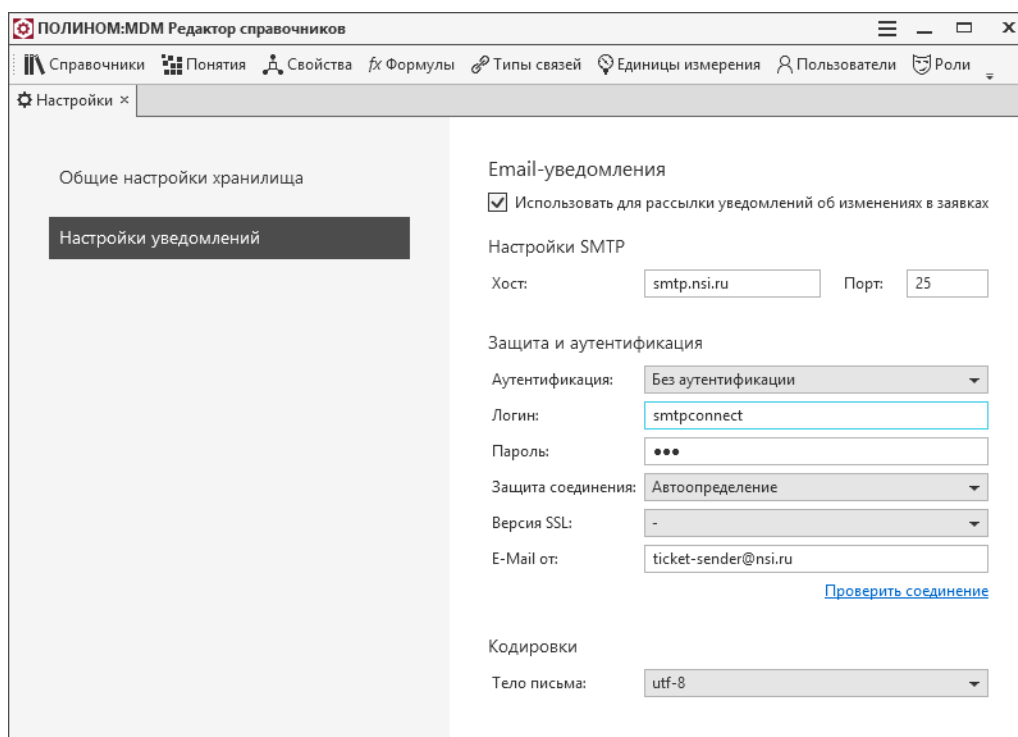 ПОЛИНОМ:MDM Редактор справочников
Справочники Понятия Свойства fx Формулы Типы связей Единицы измерения Пользователи Роли
Настройки ×
Общие настройки хранилища
Настройки уведомлений
Email-уведомления
Использовать для рассылки уведомлений об изменениях в заявках
Настройки SMTP
Хост: smtp.nsi.ru Порт: 25
Защита и аутентификация
Аутентификация: Без аутентификации
Логин: smtpconnect
Пароль: •••
Защита соединения: Автоопределение
Версия SSL: -
E-Mail от: ticket-sender@nsi.ru
Проверить соединение
Кодировки
Тело письма: utf-8